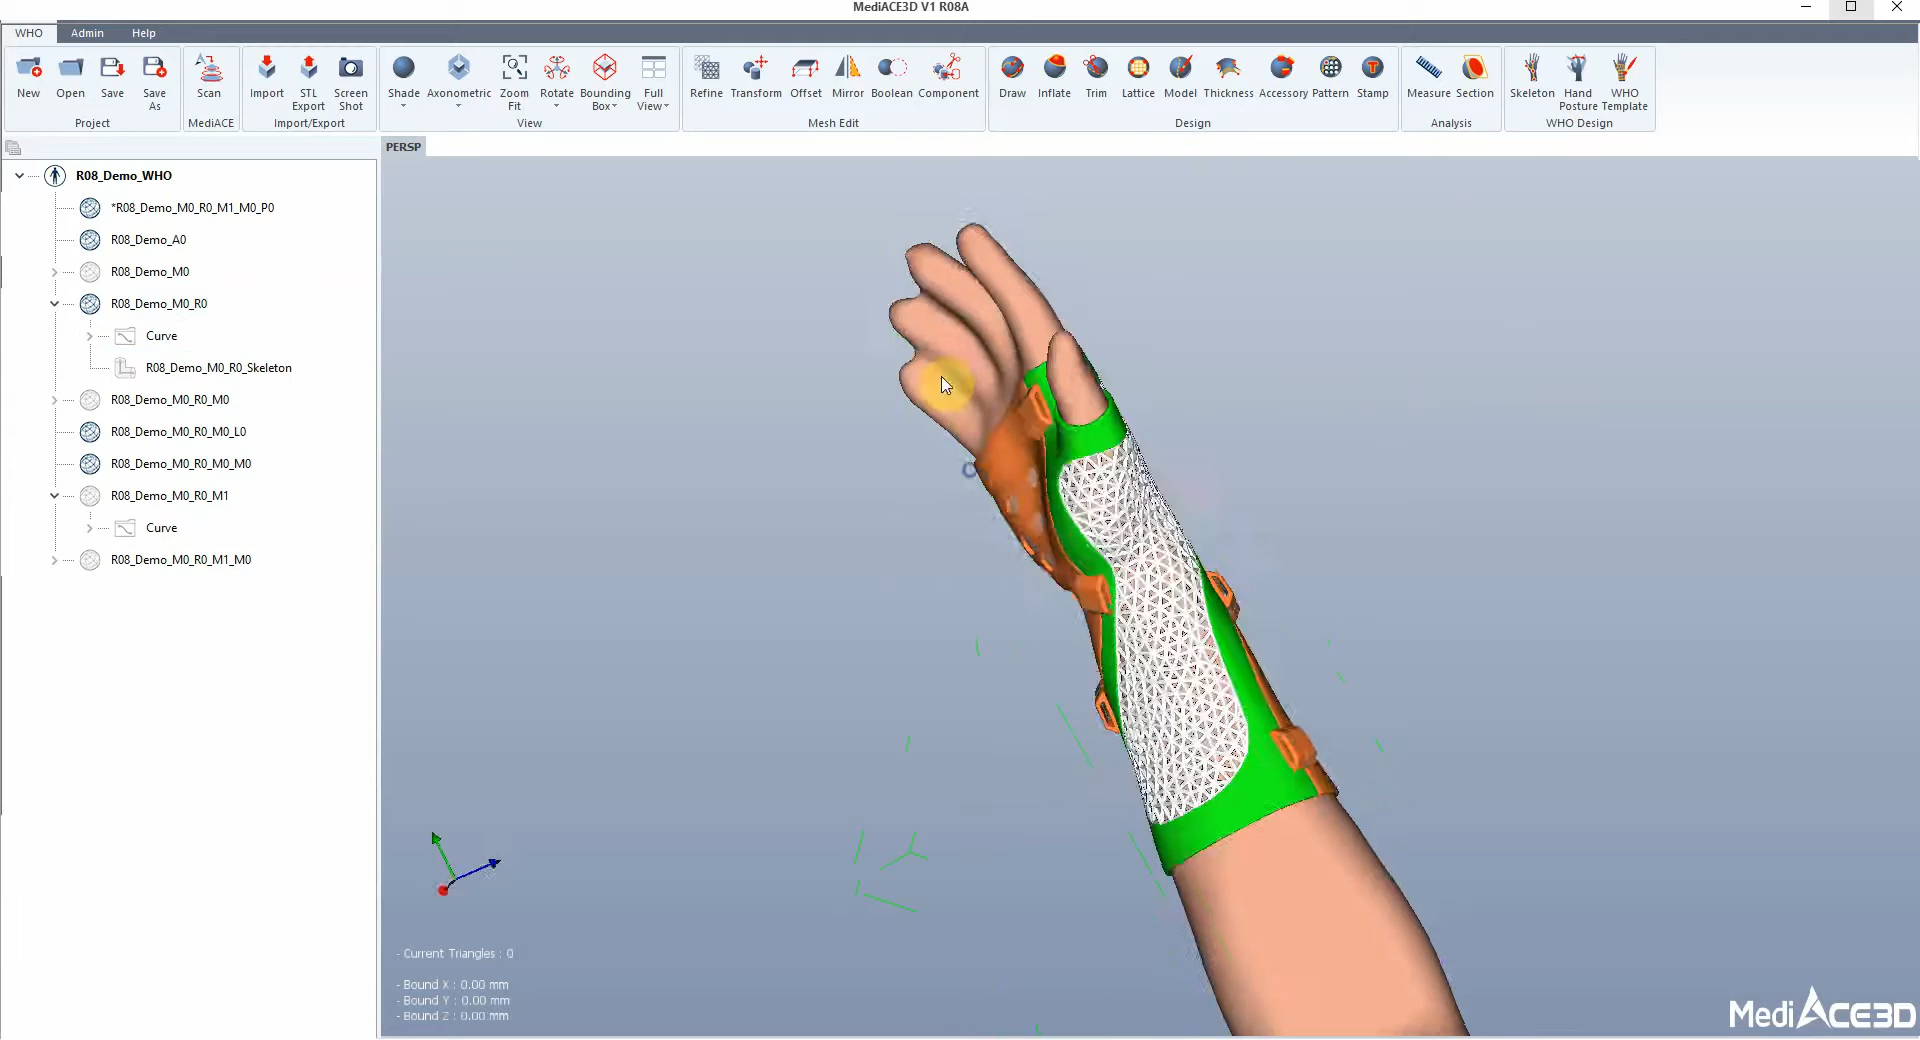 MediACE3D V1 R08A
WHO Admin Help
New Open Save Save As Scan Import STL Export Screen Shot Shade Axonometric Zoom Fit Rotate Bounding Box Full View Refine Transform Offset Mirror Boolean Component Draw Inflate Trim Lattice Model Thickness Accessory Pattern Stamp Measure Section Skeleton Hand Posture WHO Template
Project MediACE Import/Export View Mesh Edit Design Analysis WHO Design
PERSP
R08_Demo_WHO
*R08_Demo_M0_R0_M1_M0_P0
R08_Demo_A0
R08_Demo_M0
R08_Demo_M0_R0
Curve
R08_Demo_M0_R0_Skeleton
R08_Demo_M0_R0_M0
R08_Demo_M0_R0_M0_L0
R08_Demo_M0_R0_M0_M0
R08_Demo_M0_R0_M1
Curve
R08_Demo_M0_R0_M1_M0
- Current Triangles : 0
- Bound X : 0.00 mm
- Bound Y : 0.00 mm
- Bound Z : 0.00 mm
MediACE3D